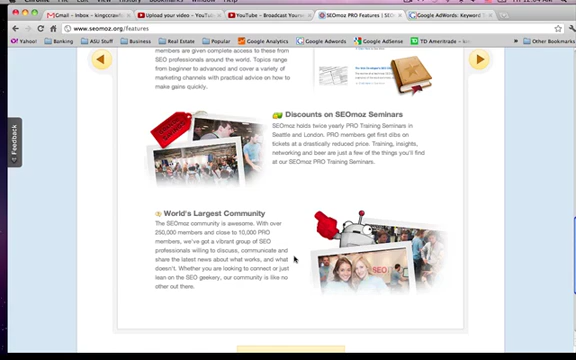 Inbox - kingcraw
Upload your video – YouTub
YouTube - Broadcast Yourse
SEOmoz PRO Features | SEO
Google AdWords: Keyword T
www.seomoz.org/features
Yahoo!
Banking
ASU Stuff
Business
Real Estate
Popular
Google Analytics
Google Adwords
Google AdSense
TD Ameritrade
Other Bookmarks
Feedback
members are given complete access to these from
SEO professionals around the world. Topics range
from beginner to advanced and cover a variety of
marketing channels with practical advice on how to
make gains quickly.
Discounts on SEOmoz Seminars
SEOmoz holds twice yearly PRO Training Seminars in
Seattle and London. PRO members get first dibs on
tickets at a drastically reduced price. Training, insights,
networking and beer are just a few of the things you'll find
at our SEOmoz PRO Training Seminars.
World's Largest Community
The SEOmoz community is awesome. With over
250,000 members and close to 10,000 PRO
members, we've got a vibrant group of SEO
professionals willing to discuss, communicate and
share the latest news about what works, and what
doesn't. Whether you are looking to connect or just
lean on the SEO geekery, our community is like no
other out there.
SEO